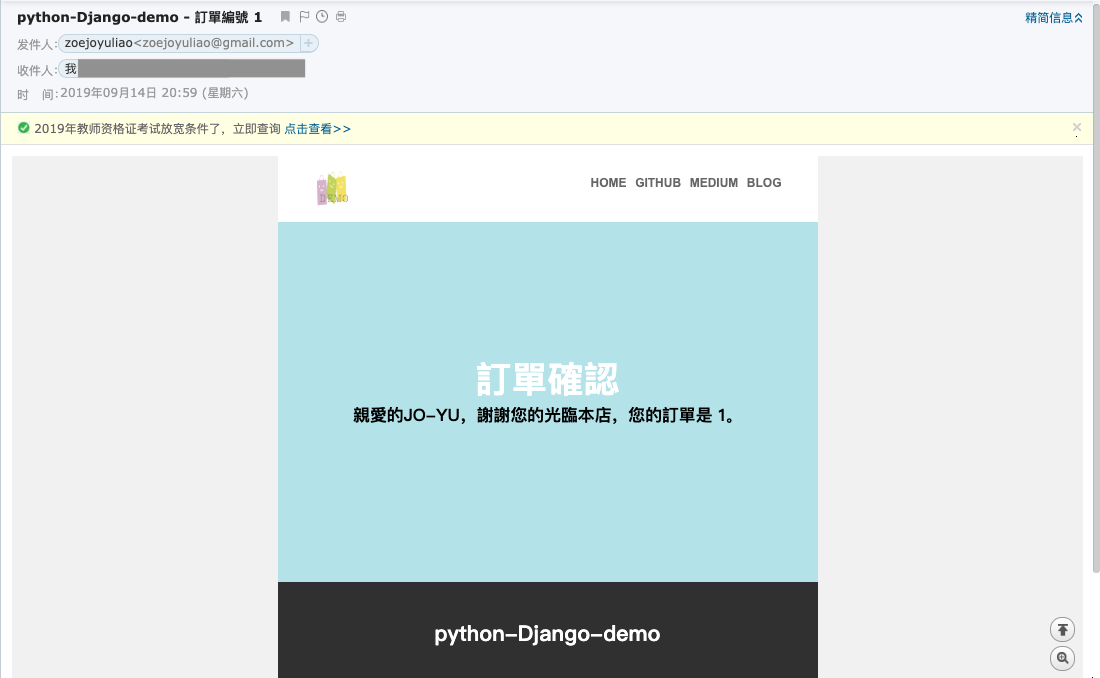 python-Django-demo - 訂單編號 1
精简信息
发件人: zoejoyuliao<zoejoyuliao@gmail.com> +
收件人: 我
时 间: 2019年09月14日 20:59 (星期六)
2019年教师资格证考试放宽条件了，立即查询 点击查看>>
DEMO
HOME GITHUB MEDIUM BLOG
訂單確認
親愛的JO-YU，謝謝您的光臨本店，您的訂單是 1。
python-Django-demo